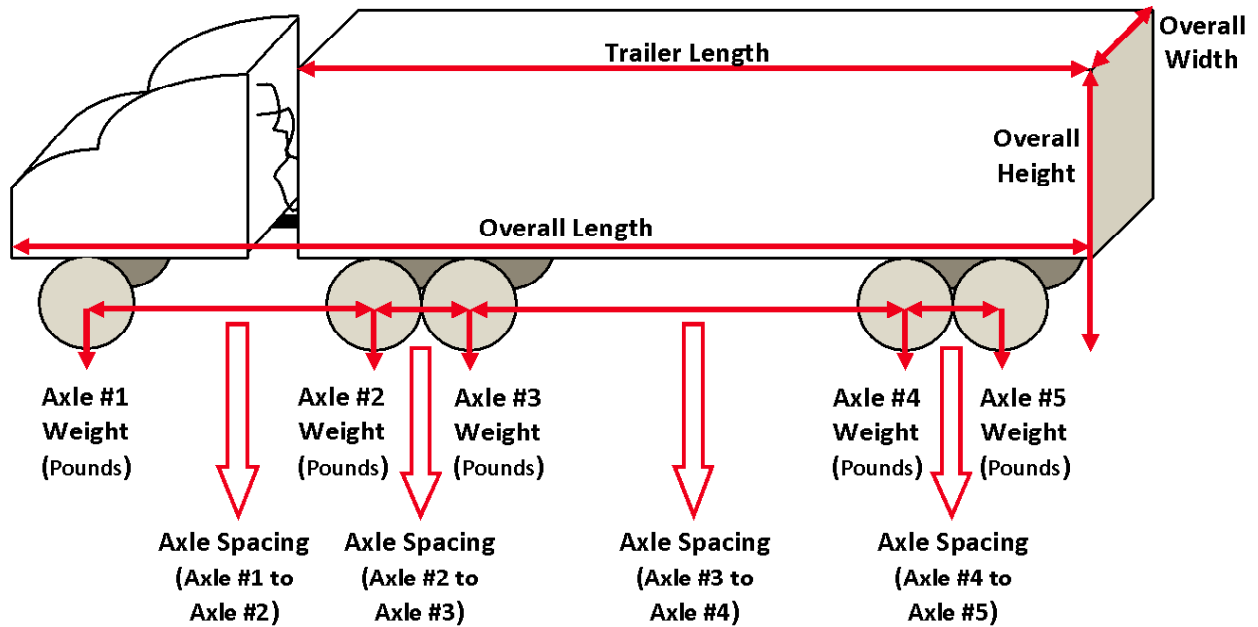 Overall
Width
Trailer Length
Overall
Height
Overall Length
Axle #1
Weight
(Pounds)
Axle #2
Weight
(Pounds)
Axle #3
Weight
(Pounds)
Axle #4
Weight
(Pounds)
Axle #5
Weight
(Pounds)
Axle Spacing
(Axle #1 to
Axle #2)
Axle Spacing
(Axle #2 to
Axle #3)
Axle Spacing
(Axle #3 to
Axle #4)
Axle Spacing
(Axle #4 to
Axle #5)